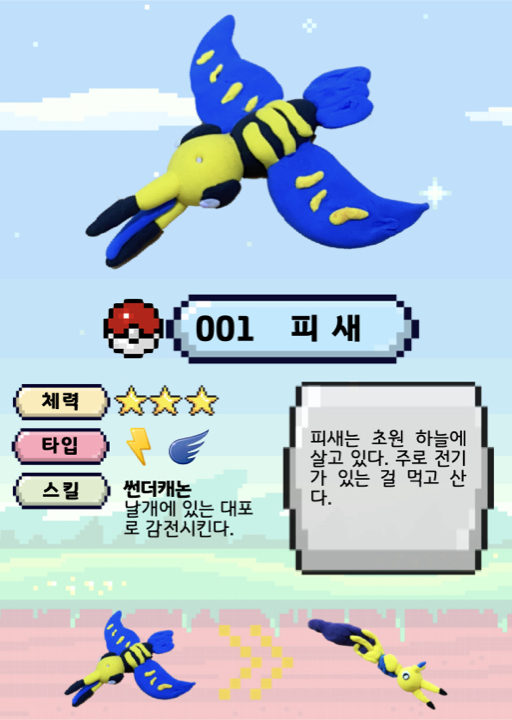 001 피새
체력
타입
스킬
썬더캐논
날개에 있는 대포
로 감전시킨다.
피새는 초원 하늘에
살고 있다. 주로 전기
가 있는 걸 먹고 산
다.